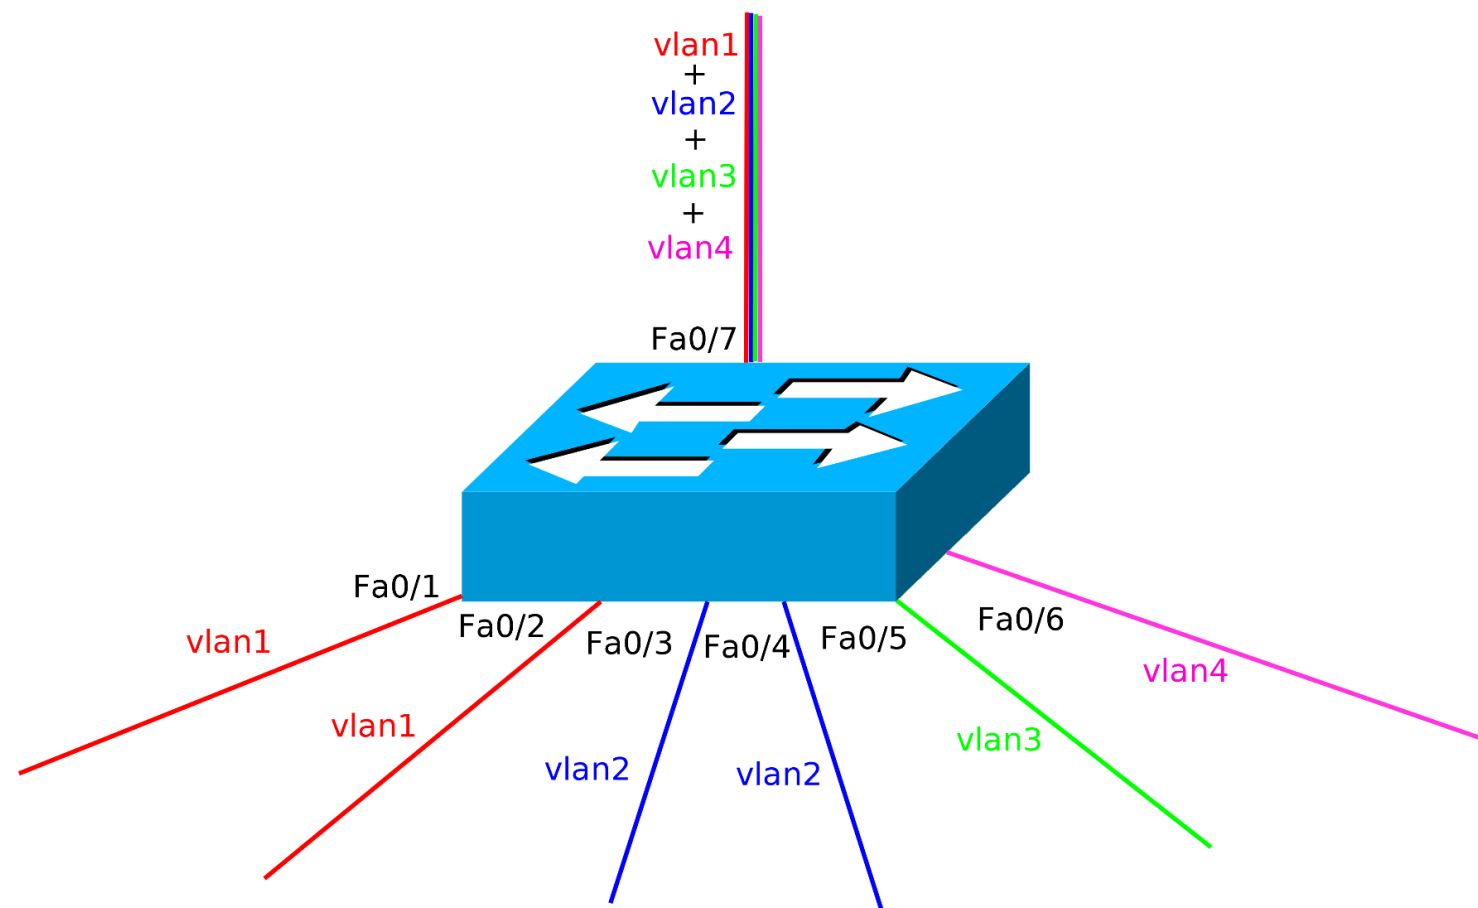 vlan1
+
vlan2
+
vlan3
+
vlan4
Fa0/7
Fa0/1
Fa0/2
Fa0/3
Fa0/4
Fa0/5
Fa0/6
vlan1
vlan1
vlan2
vlan2
vlan3
vlan4